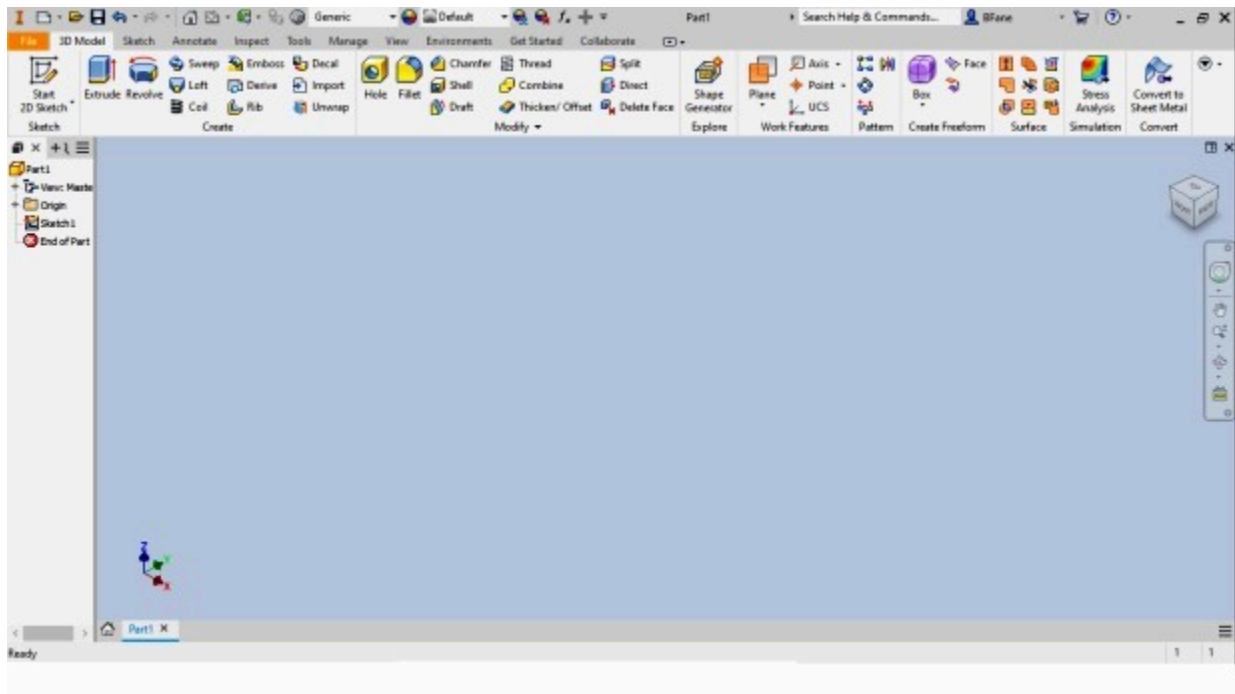 Generic Default Part1 Search Help & Commands... BFane
File 3D Model Sketch Annotate Inspect Tools Manage View Environments Get Started Collaborate
Start 2D Sketch
Sketch
Extrude Revolve
Sweep Emboss Decal
Loft Derive Import
Coil Rib Unwrap
Create
Hole Fillet
Chamfer Thread Split
Shell Combine Direct
Draft Thicken/ Offset Delete Face
Modify
Shape Generator
Explore
Plane
Axis
Point
UCS
Work Features
Pattern
Box
Face
Create Freeform
Surface
Stress Analysis
Simulation
Convert to Sheet Metal
Convert
Part1
View: Maste
Origin
Sketch1
End of Part
Z
Y
X
Part1
Ready
1 1